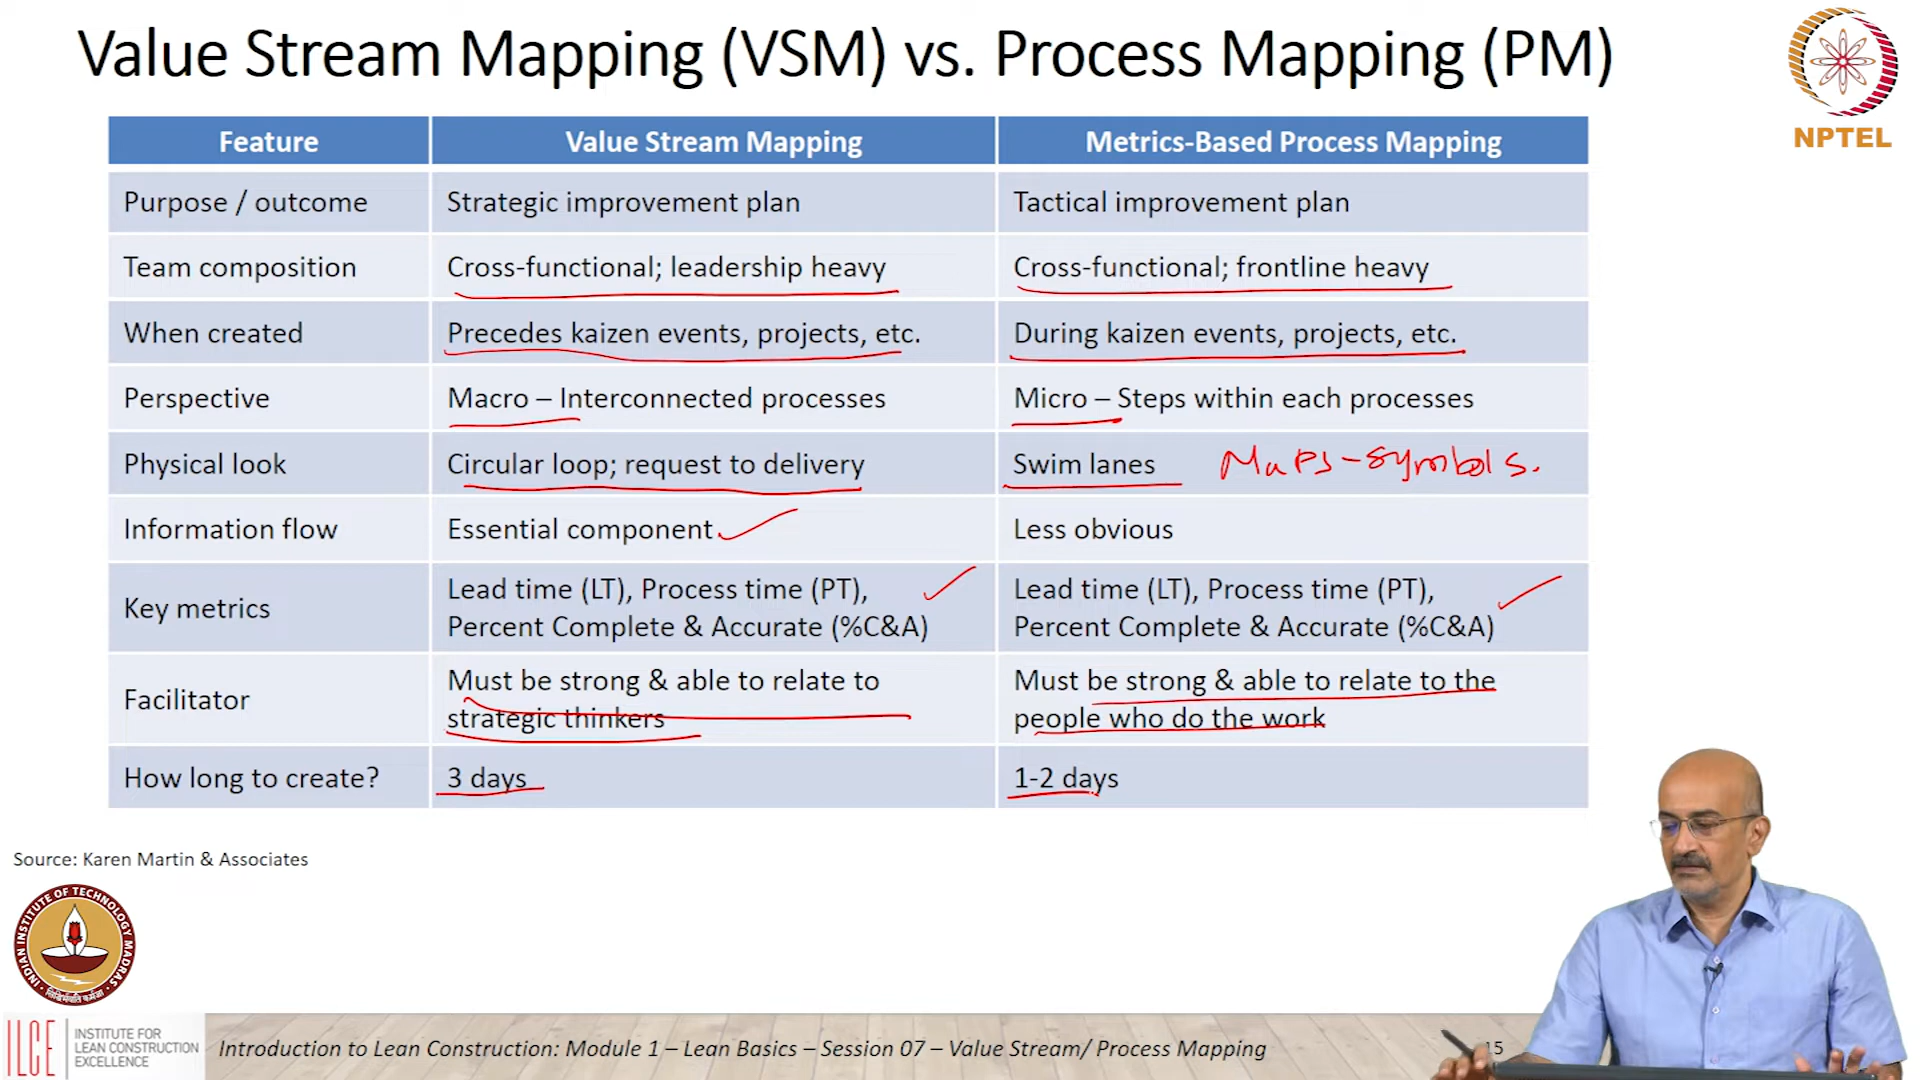 Value Stream Mapping (VSM) vs. Process Mapping (PM)
NPTEL
Feature Value Stream Mapping Metrics-Based Process Mapping
Purpose / outcome Strategic improvement plan Tactical improvement plan
Team composition Cross-functional; leadership heavy Cross-functional; frontline heavy
When created Precedes kaizen events, projects, etc. During kaizen events, projects, etc.
Perspective Macro – Interconnected processes Micro – Steps within each processes
Physical look Circular loop; request to delivery Swim lanes Maps-symbols.
Information flow Essential component Less obvious
Key metrics Lead time (LT), Process time (PT), Lead time (LT), Process time (PT),
Percent Complete & Accurate (%C&A) Percent Complete & Accurate (%C&A)
Facilitator Must be strong & able to relate to Must be strong & able to relate to the
strategic thinkers people who do the work
How long to create? 3 days 1-2 days
Source: Karen Martin & Associates
INDIAN INSTITUTE OF TECHNOLOGY MADRAS
ILCE INSTITUTE FOR
LEAN CONSTRUCTION
EXCELLENCE
Introduction to Lean Construction: Module 1 – Lean Basics – Session 07 – Value Stream/ Process Mapping
15